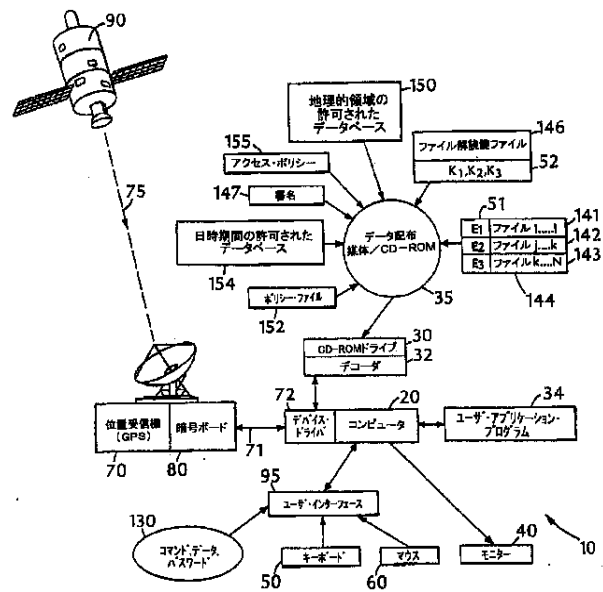 90
150
地理的領域の
許可された
データベース
146
ファイル解読鍵ファイル
K1,K2,K3
52
155
アクセス・ポリシー
75
147
署名
51
E1 ファイル i....l 141
E2 ファイル j....k 142
E3 ファイル k....N 143
144
日時期間の許可された
データベース
154
データ配布
媒体/CD-ROM
35
ポリシー・ファイル
152
30
CD-ROMドライブ
32
デコーダ
72
20
34
位置受信機
(GPS)
暗号ボード
70
80
71
デバイス・
ドライバ
コンピュータ
ユーザ・アプリケーション・
プログラム
95
ユーザ・インターフェース
130
コマンド,データ,
パスワード
キーボード
50
マウス
60
40
モニター
10